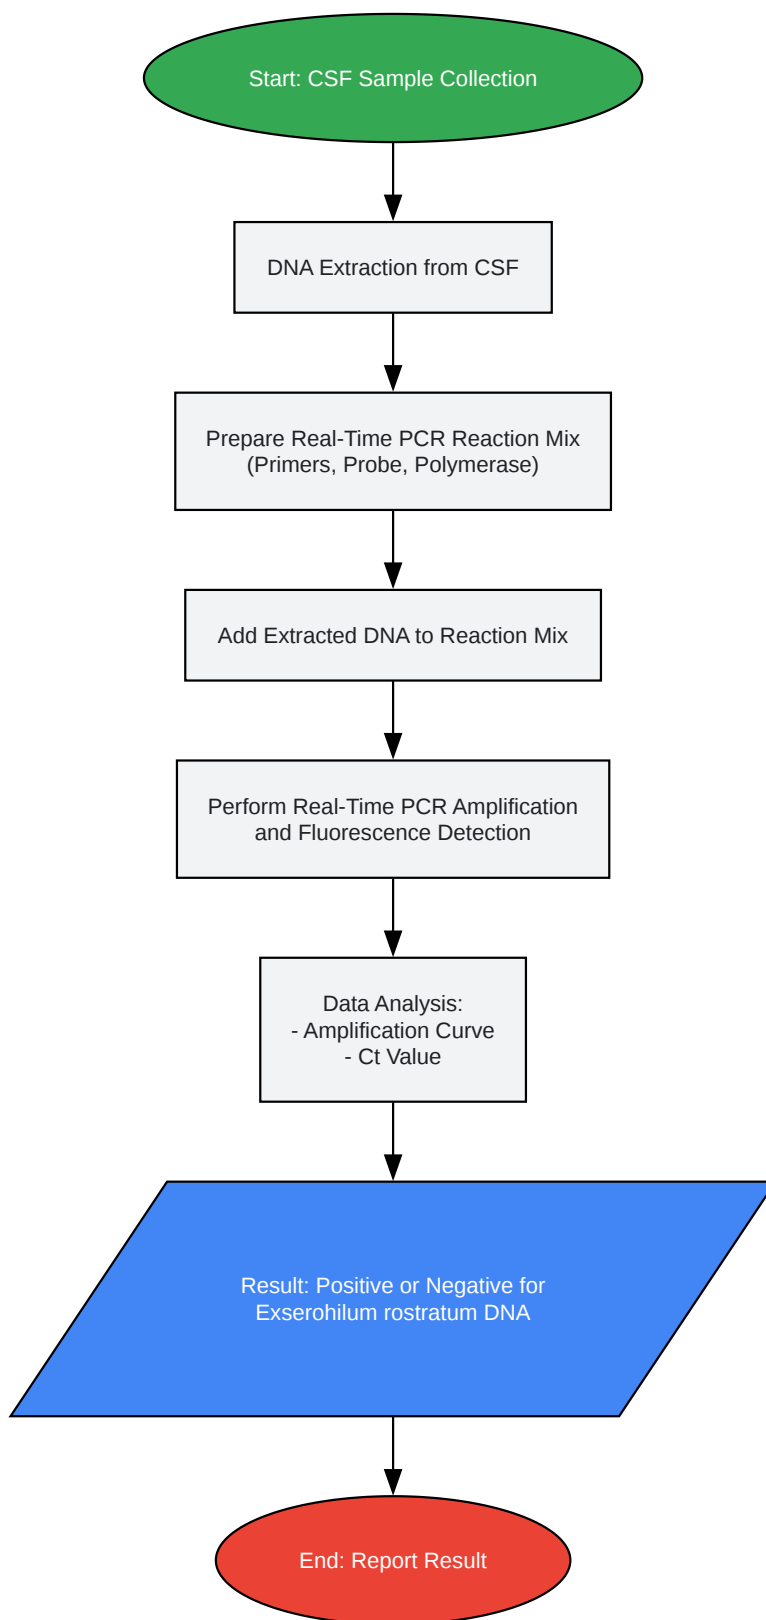 Start: CSF Sample Collection
DNA Extraction from CSF
Prepare Real-Time PCR Reaction Mix
(Primers, Probe, Polymerase)
Add Extracted DNA to Reaction Mix
Perform Real-Time PCR Amplification
and Fluorescence Detection
Data Analysis:
- Amplification Curve
- Ct Value
Result: Positive or Negative for
Exserohilum rostratum DNA
End: Report Result